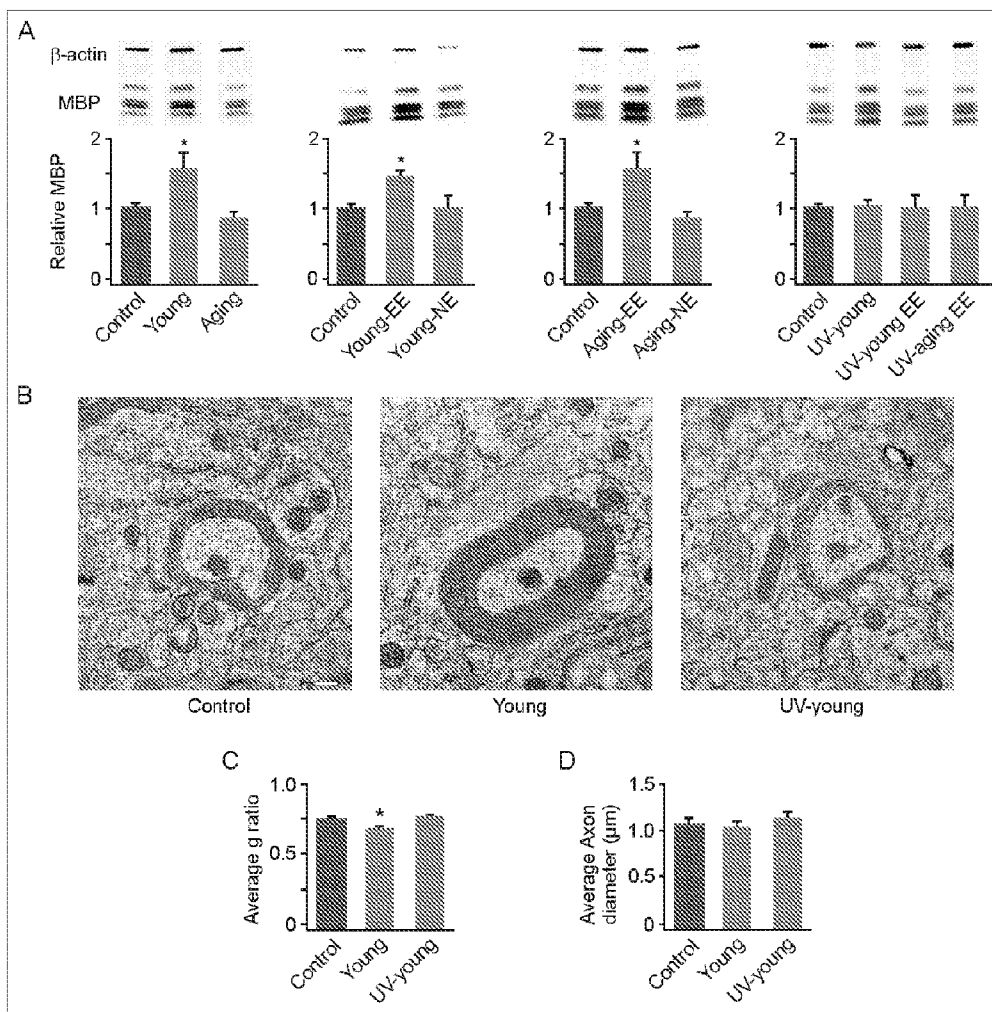 A
β-actin
MBP
Relative MBP
2
1
0
Control
Young
Aging
*
2
1
0
Control
Young-EE
Young-NE
*
2
1
0
Control
Aging-EE
Aging-NE
*
2
1
0
Control
UV-young
UV-young EE
UV-aging EE
B
Control
Young
UV-young
C
Average g ratio
1.0
0.5
0
*
Control
Young
UV-young
D
Average Axon
diameter (µm)
1.5
1.0
0.5
0
Control
Young
UV-young